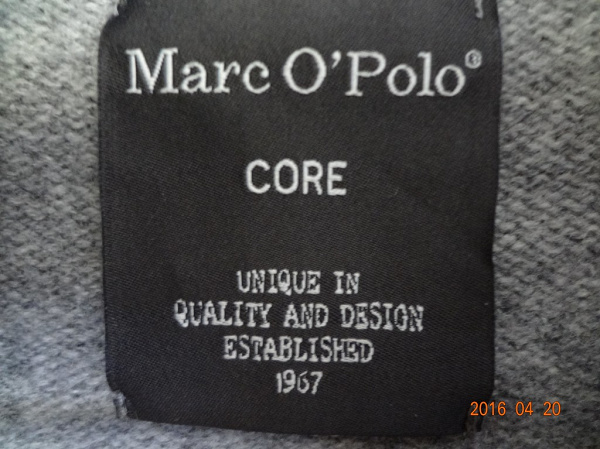 Marc O'Polo®
CORE
UNIQUE IN
QUALITY AND DESIGN
ESTABLISHED
1967
2016 04 20